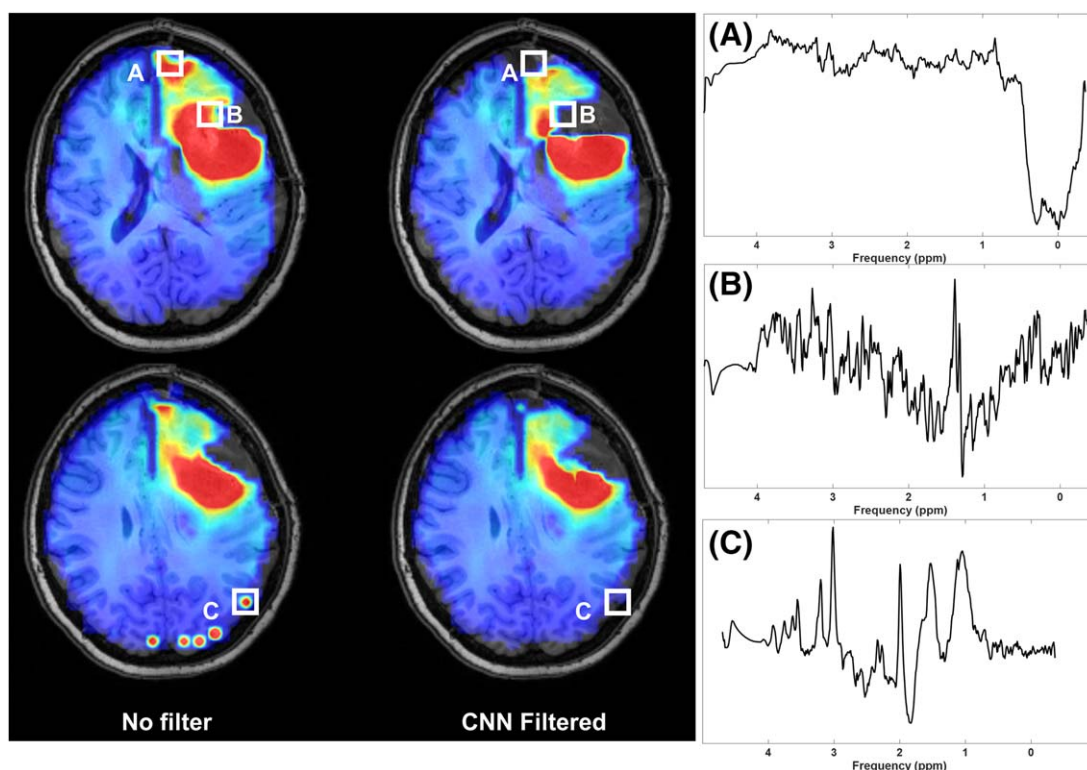 A
B
A
B
C
C
No filter
CNN Filtered
(A)
4 3 2 1 0
Frequency (ppm)
(B)
4 3 2 1 0
Frequency (ppm)
(C)
4 3 2 1 0
Frequency (ppm)